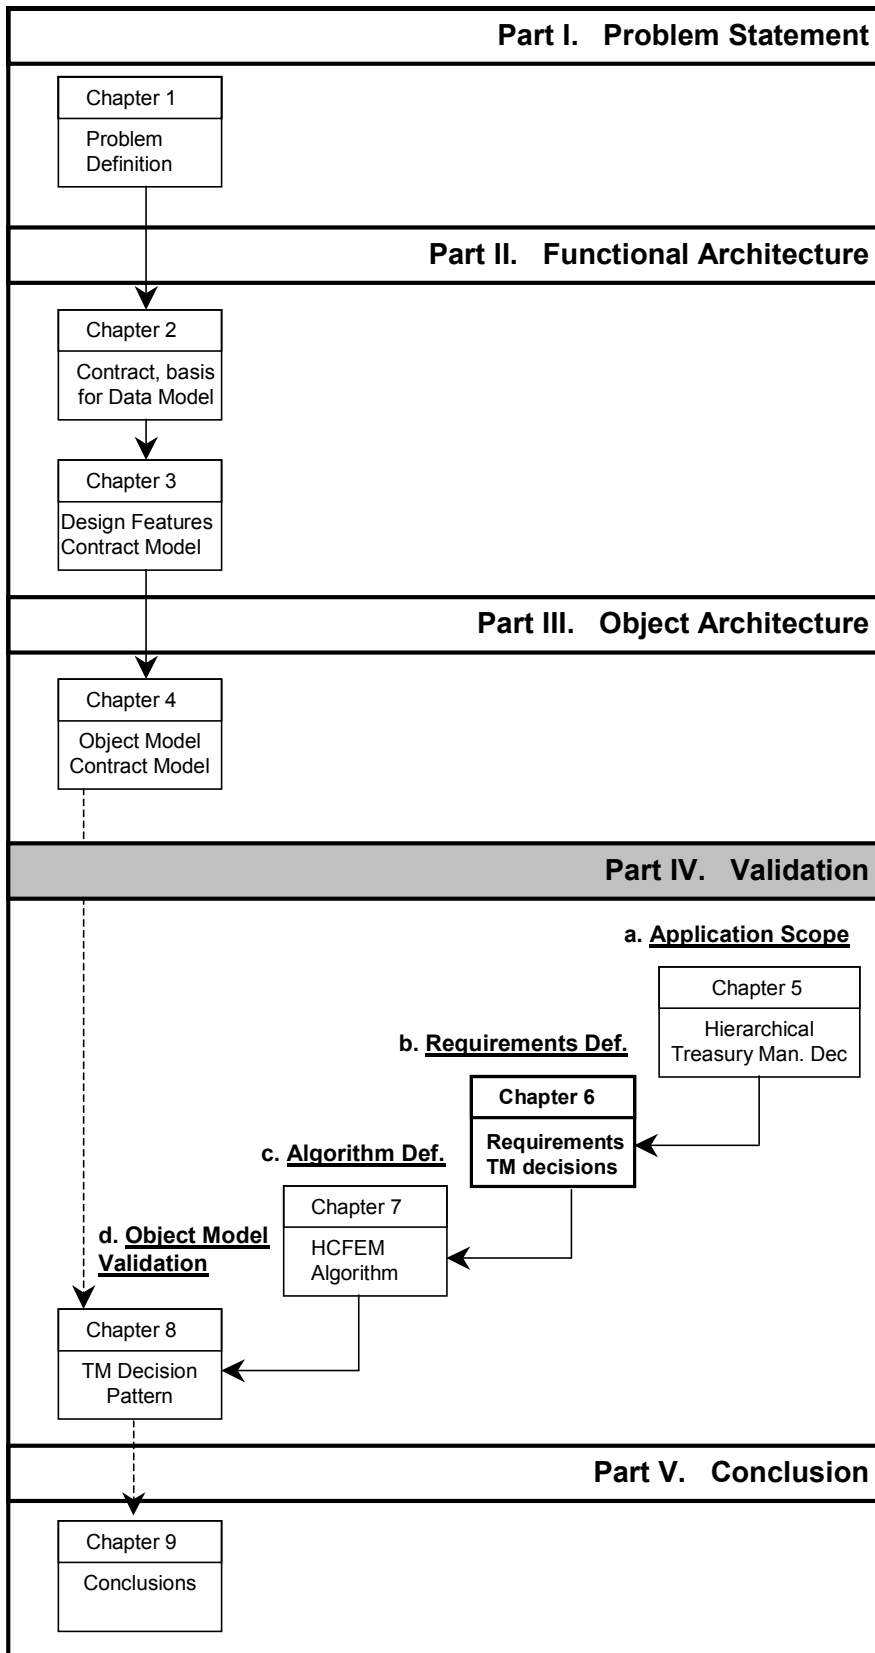 Part I. Problem Statement
Chapter 1
Problem
Definition
Part II. Functional Architecture
Chapter 2
Contract, basis
for Data Model
Chapter 3
Design Features
Contract Model
Part III. Object Architecture
Chapter 4
Object Model
Contract Model
Part IV. Validation
a. Application Scope
Chapter 5
Hierarchical
Treasury Man. Dec
b. Requirements Def.
Chapter 6
Requirements
TM decisions
c. Algorithm Def.
Chapter 7
HCFEM
Algorithm
d. Object Model
Validation
Chapter 8
TM Decision
Pattern
Part V. Conclusion
Chapter 9
Conclusions